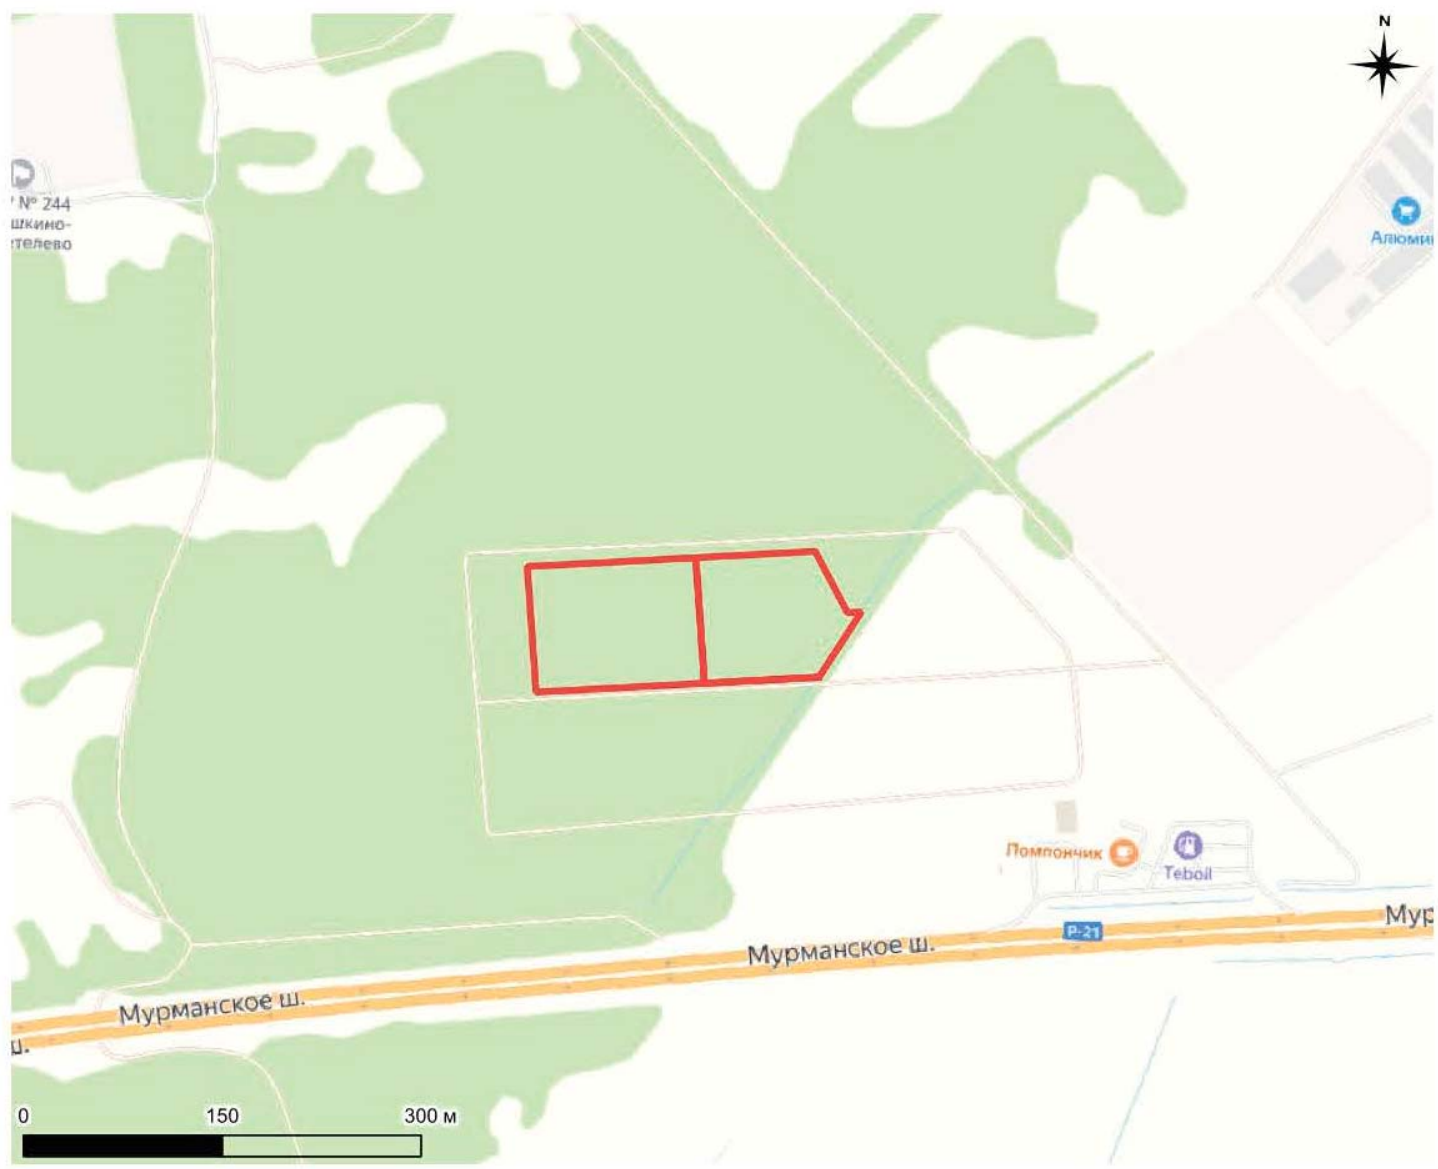 N
№ 244
шкино-
телево
Алюми
Помпончик
Teboil
Р-21
Мур
Мурманское ш.
Мурманское ш.
ш.
0 150 300 м